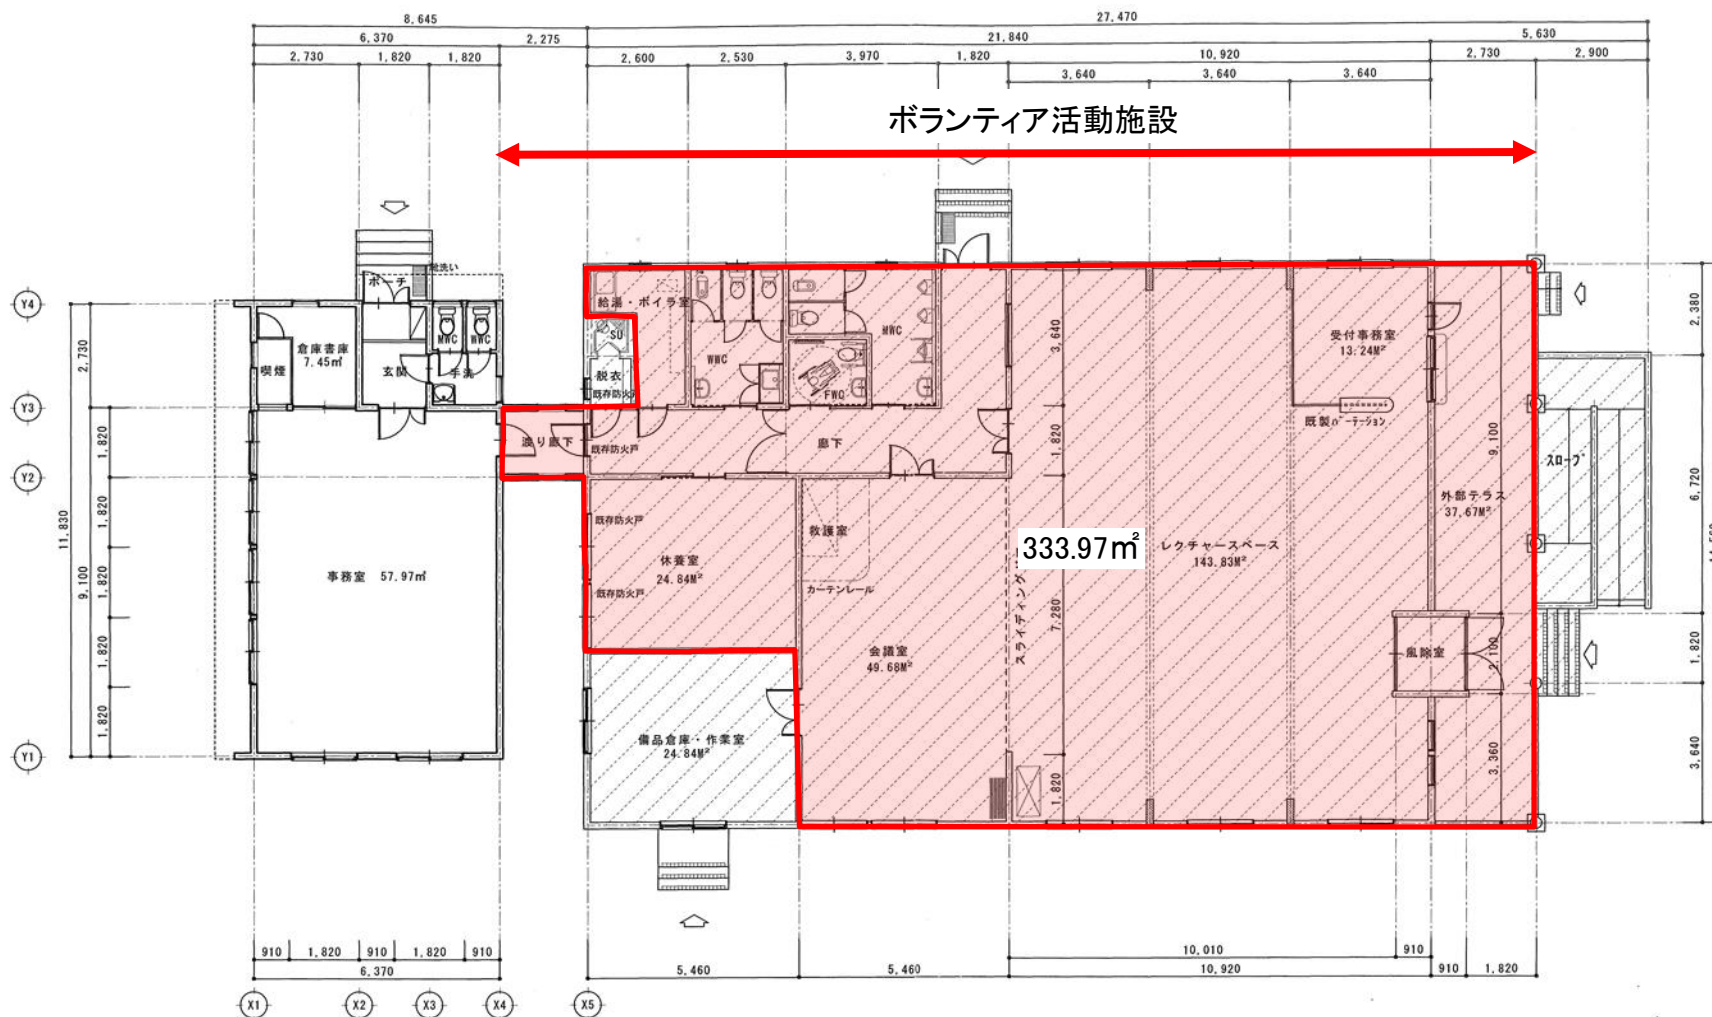 8,645
27,470
6,370
2,275
21,840
5,630
2,730
1,820
1,820
2,600
2,530
3,970
1,820
10,920
2,730
2,900
3,640
3,640
3,640
ボランティア活動施設
ポーチ
Y4
倉庫書庫
7.45㎡
喫煙
玄関
MWC
WWC
手洗
給湯・ボイラ室
SU
脱衣
既存防火戸
WWC
MWC
FWC
3,640
受付事務室
13.24M²
既製パーテーション
2,380
2,730
Y3
渡り廊下
既存防火戸
廊下
1,820
1,820
9,100
スロープ
外部テラス
37.67M²
6,720
Y2
11,830
9,100
1,820
1,820
1,820
1,820
事務室 57.97㎡
既存防火戸
休養室
24.84M²
既存防火戸
救護室
カーテンレール
スライディング
333.97㎡
レクチャースペース
143.83M²
7,280
会議室
49.68M²
風除室
2,100
1,820
備品倉庫・作業室
24.84M²
1,820
3,360
3,640
Y1
910
1,820
910
1,820
910
6,370
5,460
5,460
10,010
910
10,920
910
1,820
X1
X2
X3
X4
X5